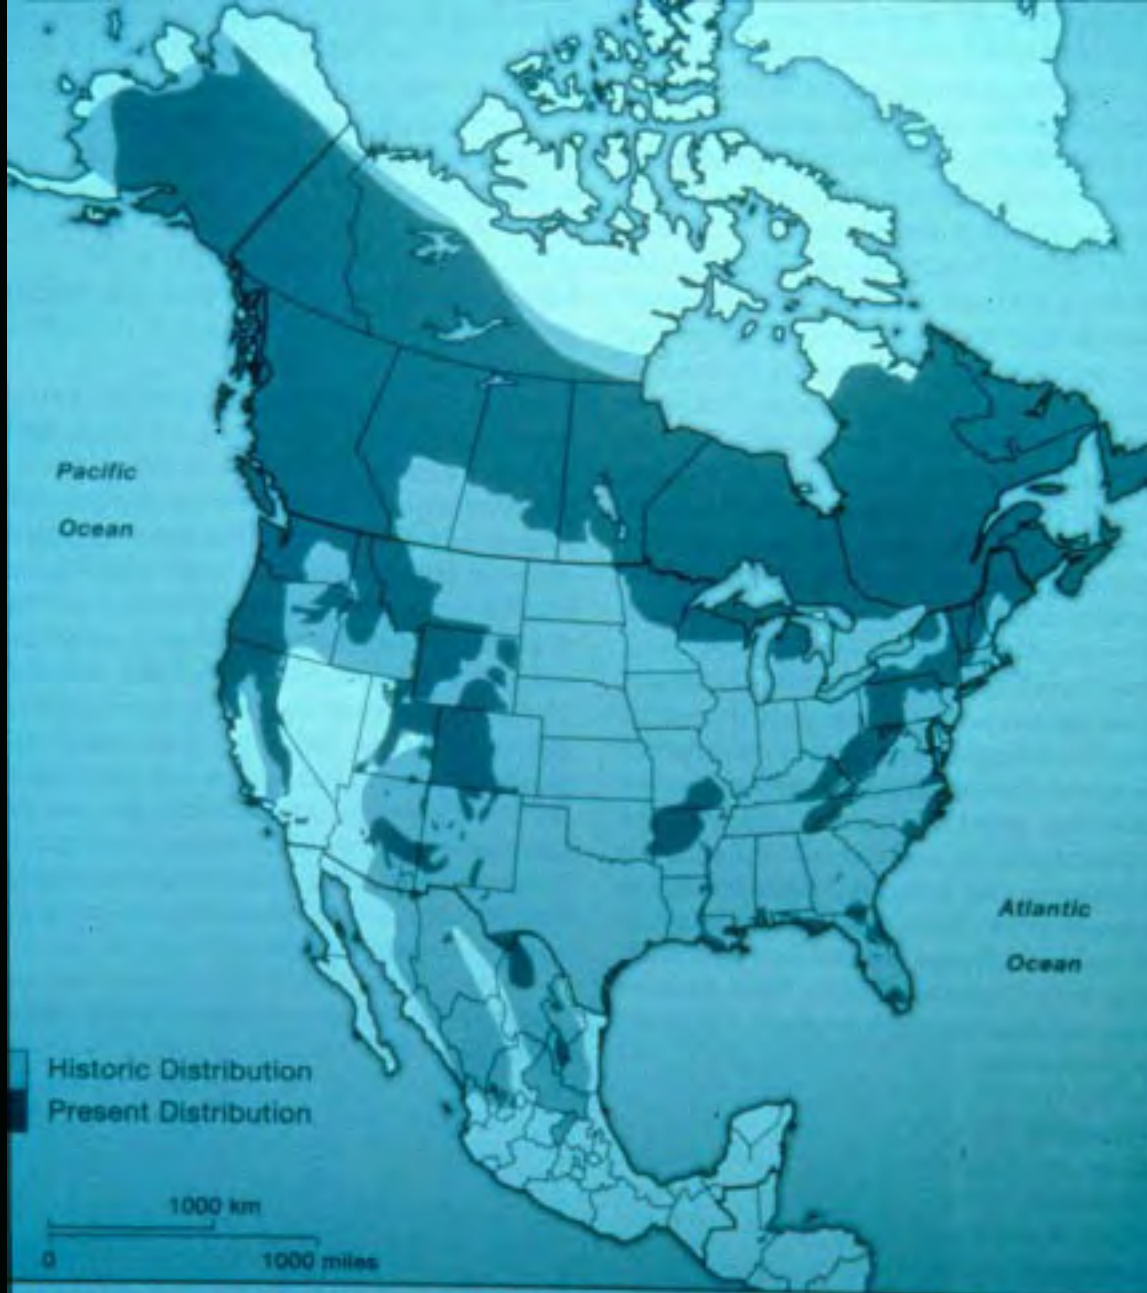 Pacific
Ocean
Atlantic
Ocean
Historic Distribution
Present Distribution
1000 km
0
1000 miles